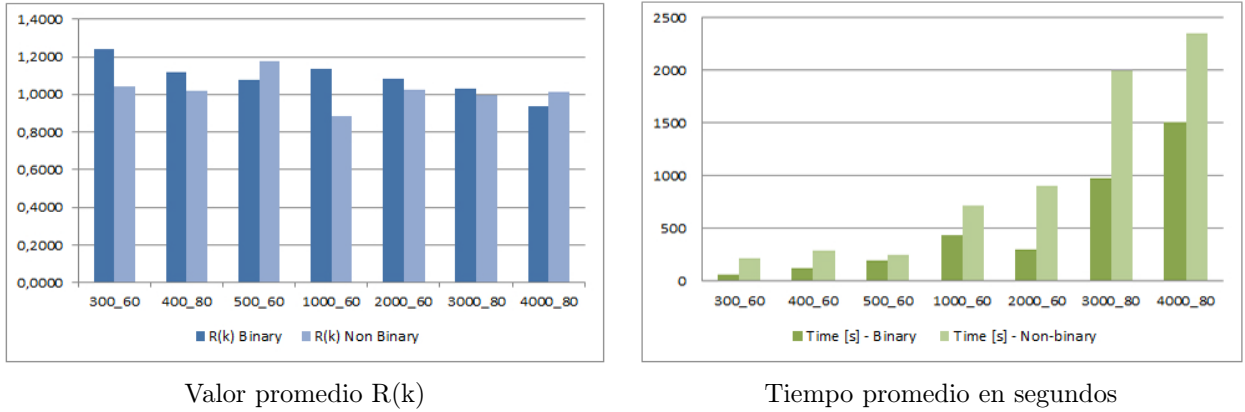 1,4000
1,2000
1,0000
0,8000
0,6000
0,4000
0,2000
0,0000
300_60 400_80 500_60 1000_60 2000_60 3000_80 4000_80
R(k) Binary R(k) Non Binary
Valor promedio R(k)
2500
2000
1500
1000
500
0
300_60 400_60 500_60 1000_60 2000_60 3000_80 4000_80
Time [s] - Binary Time [s] - Non-binary
Tiempo promedio en segundos